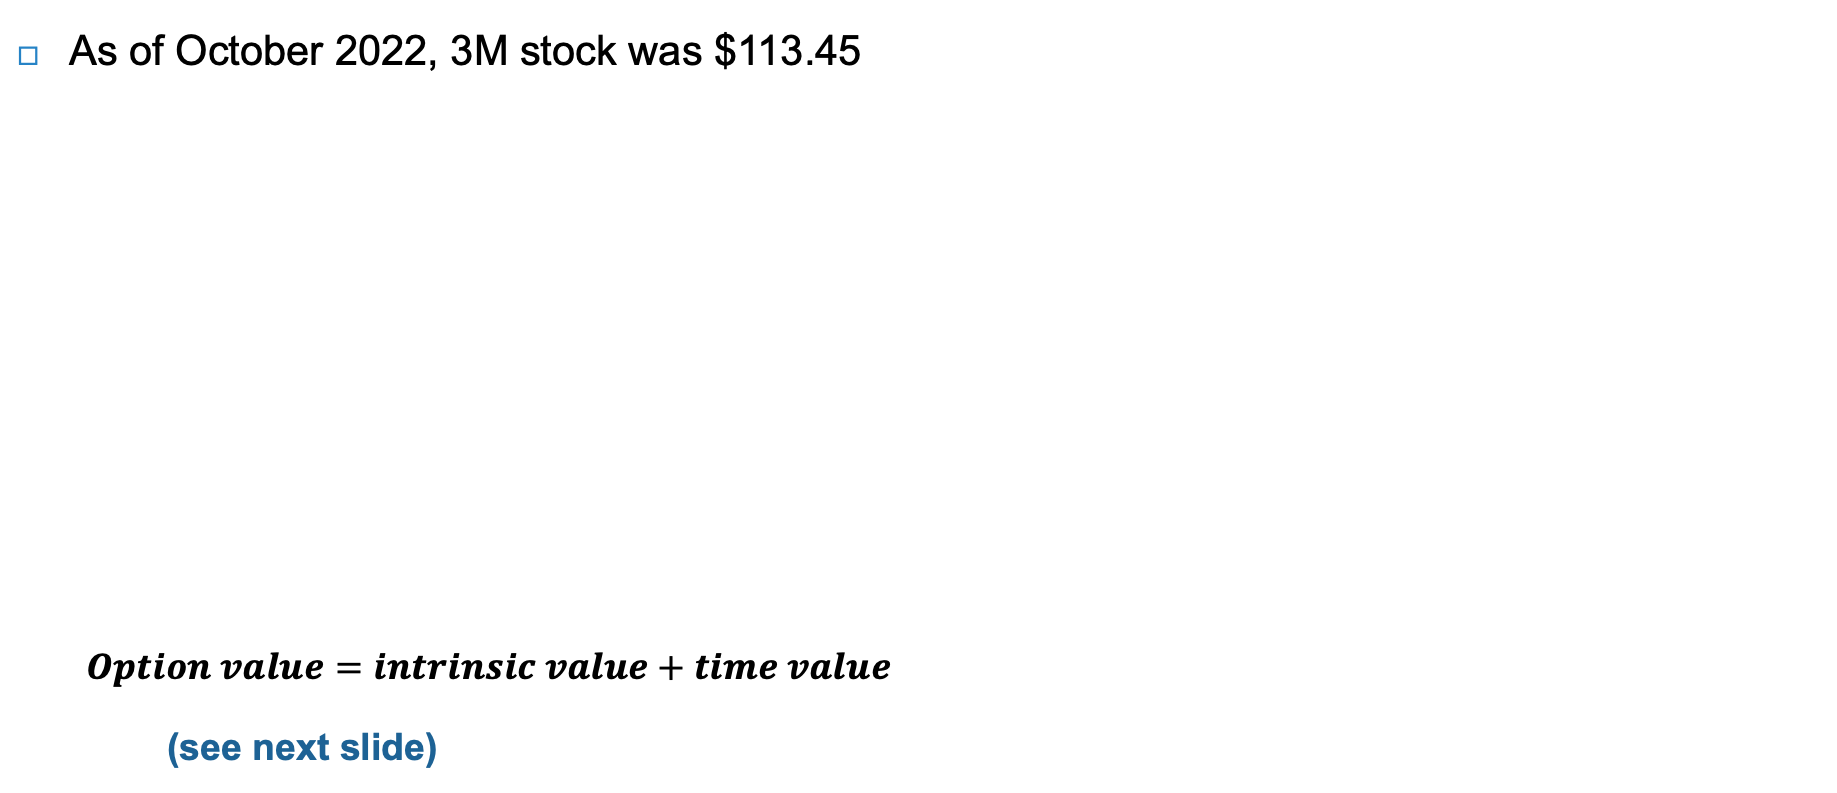 As of October 2022, 3M stock was $113.45
Option value = intrinsic value + time value
(see next slide)